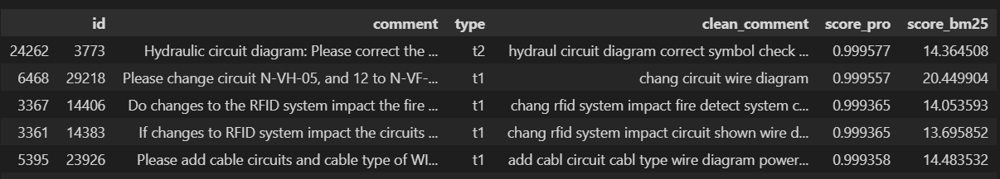 id comment type clean_comment score_pro score_bm25
24262 3773 Hydraulic circuit diagram: Please correct the ... t2 hydraul circuit diagram correct symbol check ... 0.999577 14.364508
6468 29218 Please change circuit N-VH-05, and 12 to N-VF-... t1 chang circuit wire diagram 0.999557 20.449904
3367 14406 Do changes to the RFID system impact the fire ... t1 chang rfid system impact fire detect system c... 0.999365 14.053593
3361 14383 If changes to RFID system impact the circuits ... t1 chang rfid system impact circuit shown wire d... 0.999365 13.695852
5395 23926 Please add cable circuits and cable type of WI... t1 add cabl circuit cabl type wire diagram power... 0.999358 14.483532